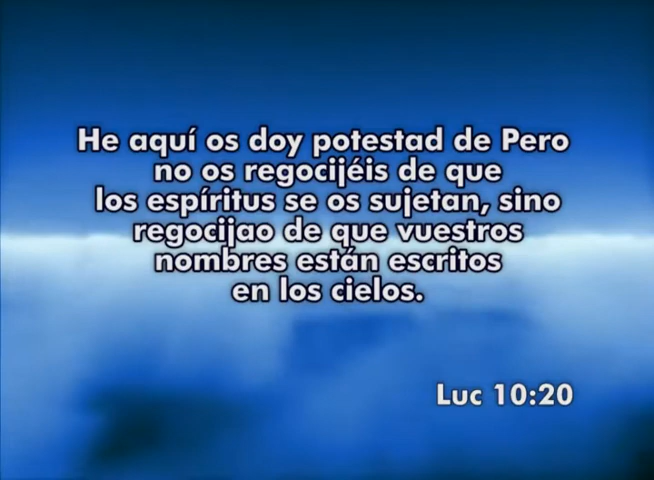 He aquí os doy potestad de Pero
no os regocijéis de que
los espíritus se os sujetan, sino
regocijao de que vuestros
nombres están escritos
en los cielos.
Luc 10:20